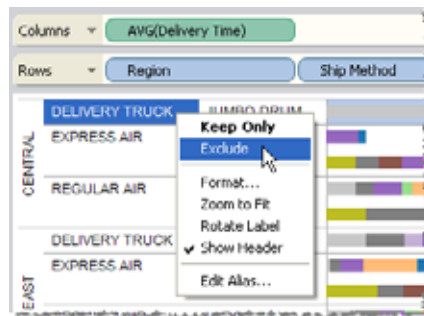 Columns AVG(Delivery Time)
Rows Region Ship Method
DELIVERY TRUCK JUMBO DRUM
CENTRAL
EXPRESS AIR
REGULAR AIR
Keep Only
Exclude
Format...
Zoom to Fit
Rotate Label
✓ Show Header
Edit Alias...
EAST
DELIVERY TRUCK
EXPRESS AIR